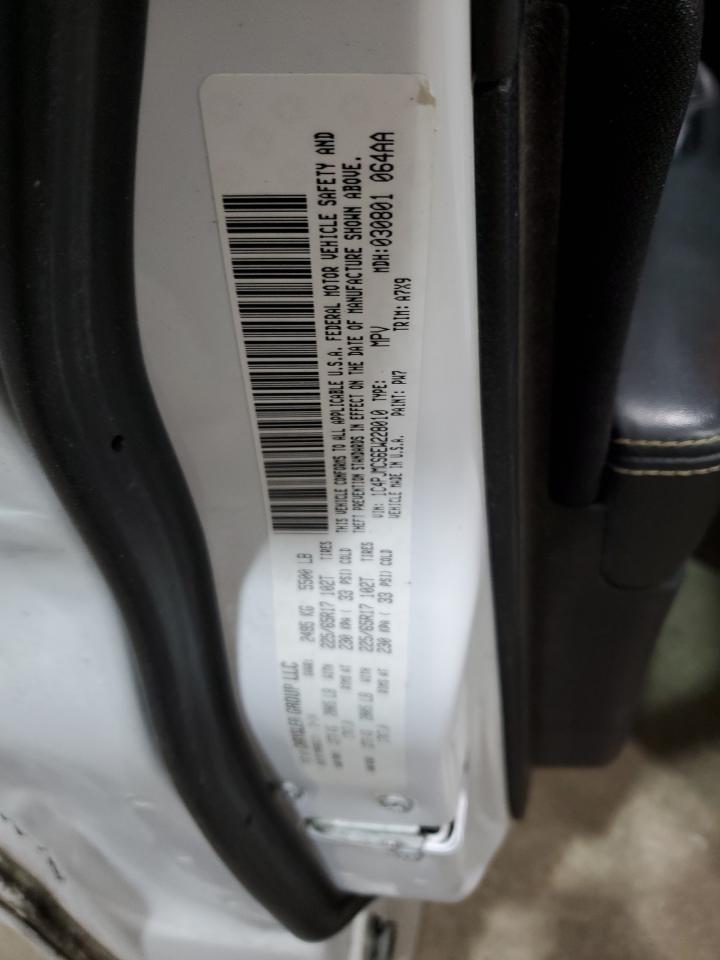 CHRYSLER GROUP LLC
2495 KG 5500 LB
225/65R17 102T TIRES
230 KPA ( 33 PSI) COLD
225/65R17 102T TIRES
230 KPA ( 33 PSI) COLD
THIS VEHICLE CONFORMS TO ALL APPLICABLE U.S.A. FEDERAL MOTOR VEHICLE SAFETY AND
THEFT PREVENTION STANDARDS IN EFFECT ON THE DATE OF MANUFACTURE SHOWN ABOVE.
VIN: 1C4PJMCS6EW228010 TYPE: MPV MDH:030801 064AA
VEHICLE MADE IN U.S.A. PAINT: PW7 TRIM: A7X9